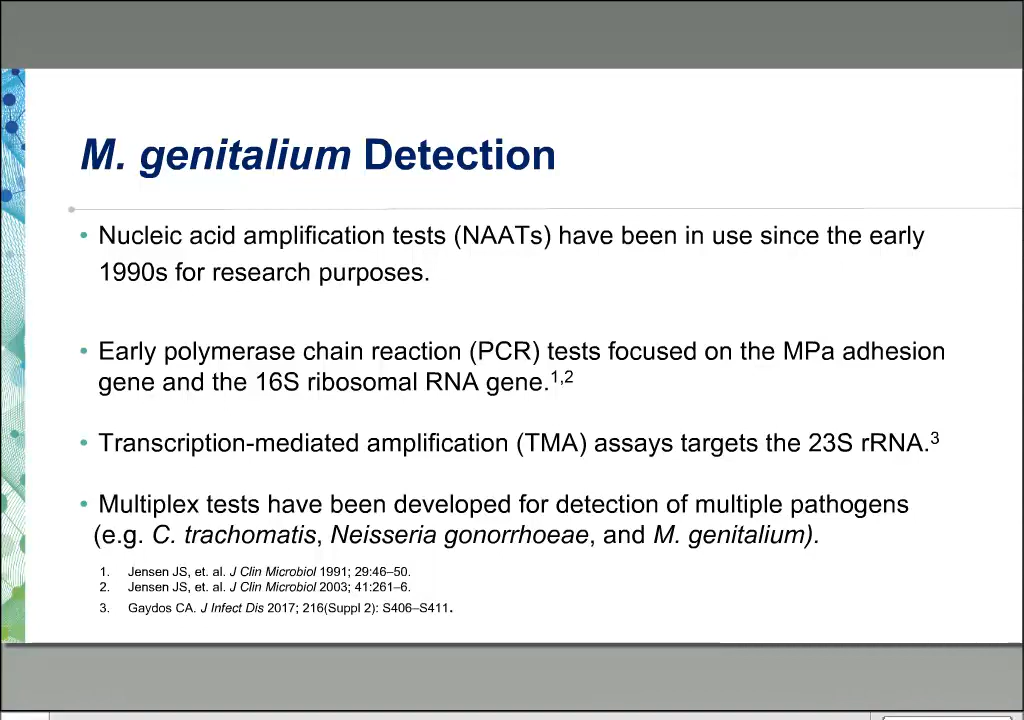 M. genitalium Detection
• Nucleic acid amplification tests (NAATs) have been in use since the early
1990s for research purposes.
• Early polymerase chain reaction (PCR) tests focused on the MPa adhesion
gene and the 16S ribosomal RNA gene.1,2
• Transcription-mediated amplification (TMA) assays targets the 23S rRNA.3
• Multiplex tests have been developed for detection of multiple pathogens
(e.g. C. trachomatis, Neisseria gonorrhoeae, and M. genitalium).
1. Jensen JS, et. al. J Clin Microbiol 1991; 29:46–50.
2. Jensen JS, et. al. J Clin Microbiol 2003; 41:261–6.
3. Gaydos CA. J Infect Dis 2017; 216(Suppl 2): S406–S411.